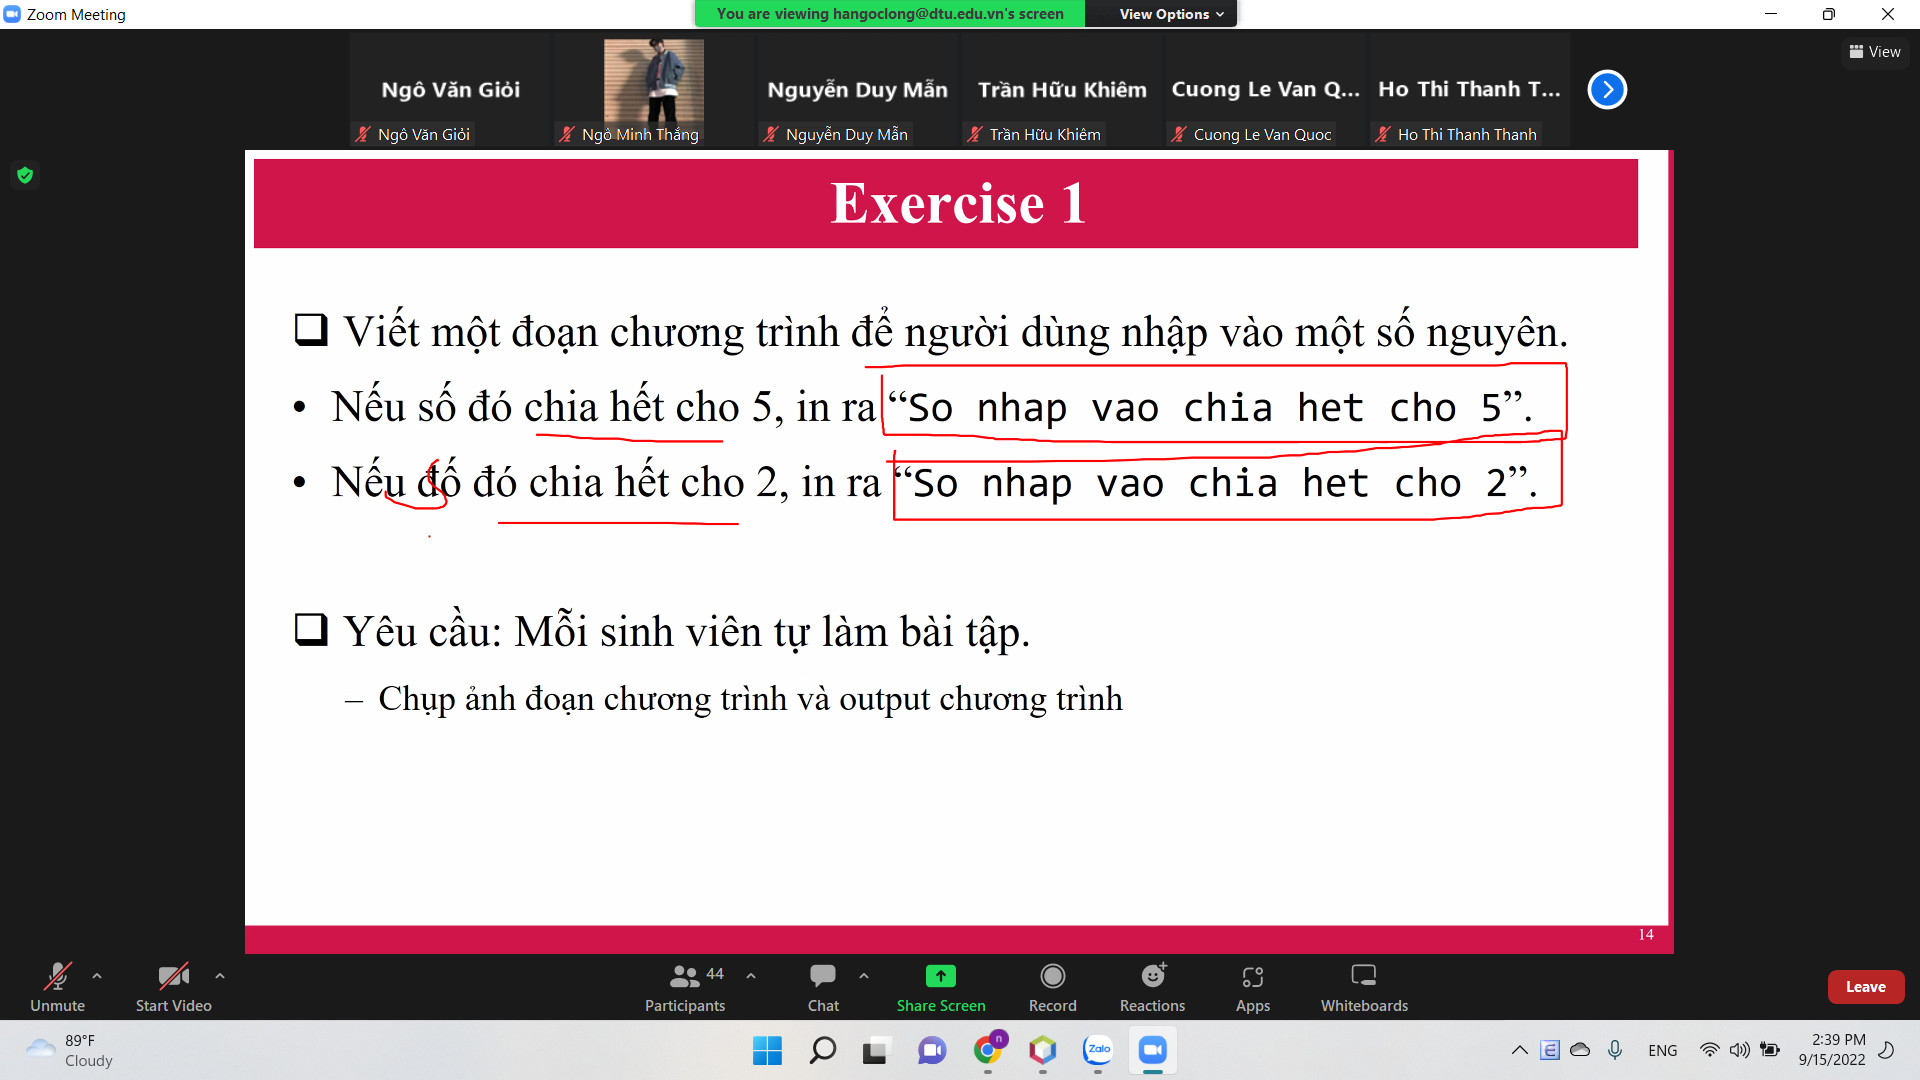 Zoom Meeting
You are viewing hangoclong@dtu.edu.vn's screen
View Options
View
Ngô Văn Giỏi
Nguyễn Duy Mẫn
Trần Hữu Khiêm
Cuong Le Van Q...
Ho Thi Thanh T...
Ngô Văn Giỏi
Ngô Minh Thắng
Nguyễn Duy Mẫn
Trần Hữu Khiêm
Cuong Le Van Quoc
Ho Thi Thanh Thanh
Exercise 1
❑ Viết một đoạn chương trình để người dùng nhập vào một số nguyên.
• Nếu số đó chia hết cho 5, in ra “So nhap vao chia het cho 5”.
• Nếu đố đó chia hết cho 2, in ra “So nhap vao chia het cho 2”.
❑ Yêu cầu: Mỗi sinh viên tự làm bài tập.
– Chụp ảnh đoạn chương trình và output chương trình
14
Unmute
Start Video
44
Participants
Chat
Share Screen
Record
Reactions
Apps
Whiteboards
Leave
89°F
Cloudy
n
Zalo
E
ENG
2:39 PM
9/15/2022